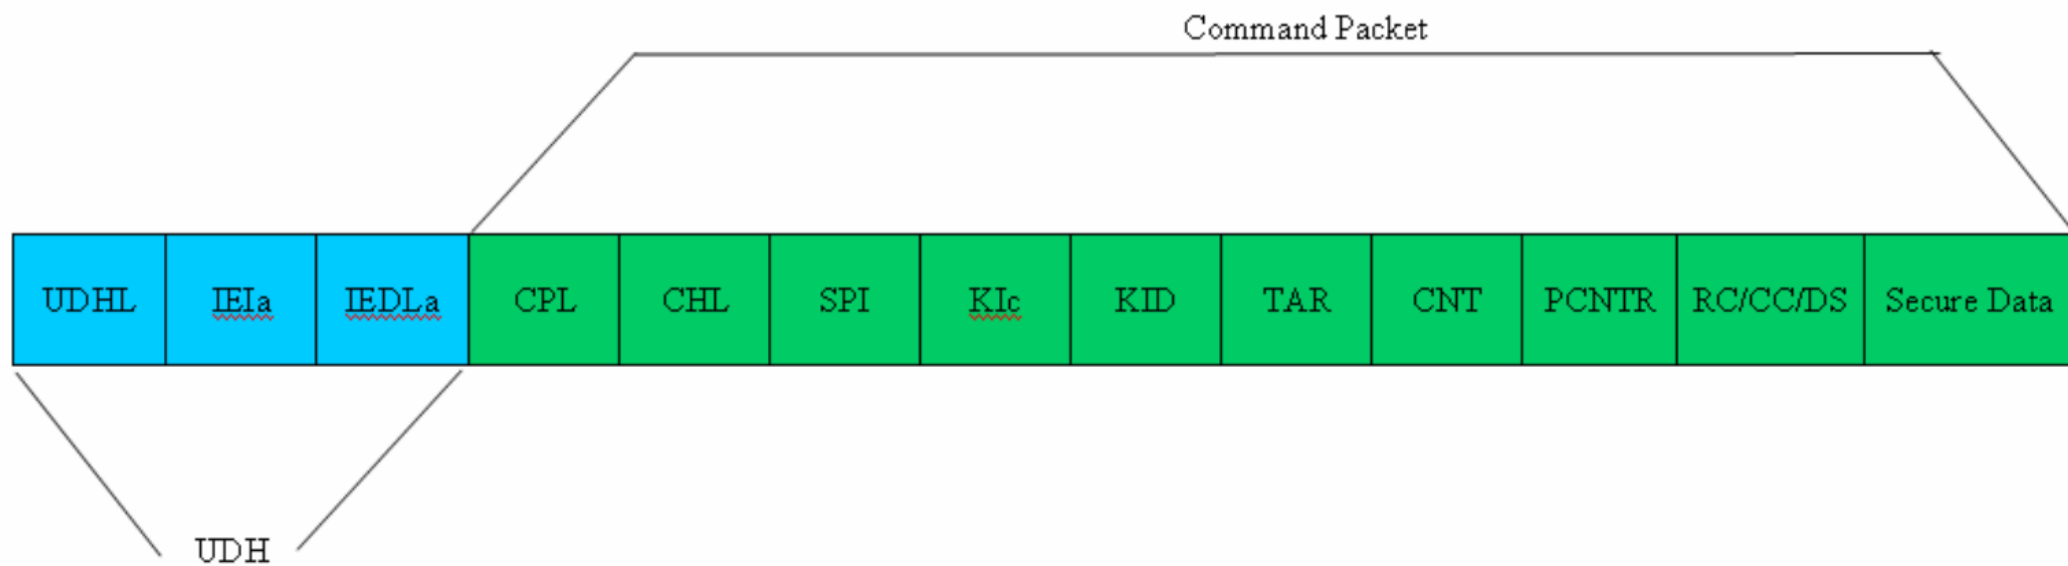 Command Packet
UDHL IEIa IEDLa CPL CHL SPI KIc KID TAR CNT PCNTR RC/CC/DS Secure Data
UDH